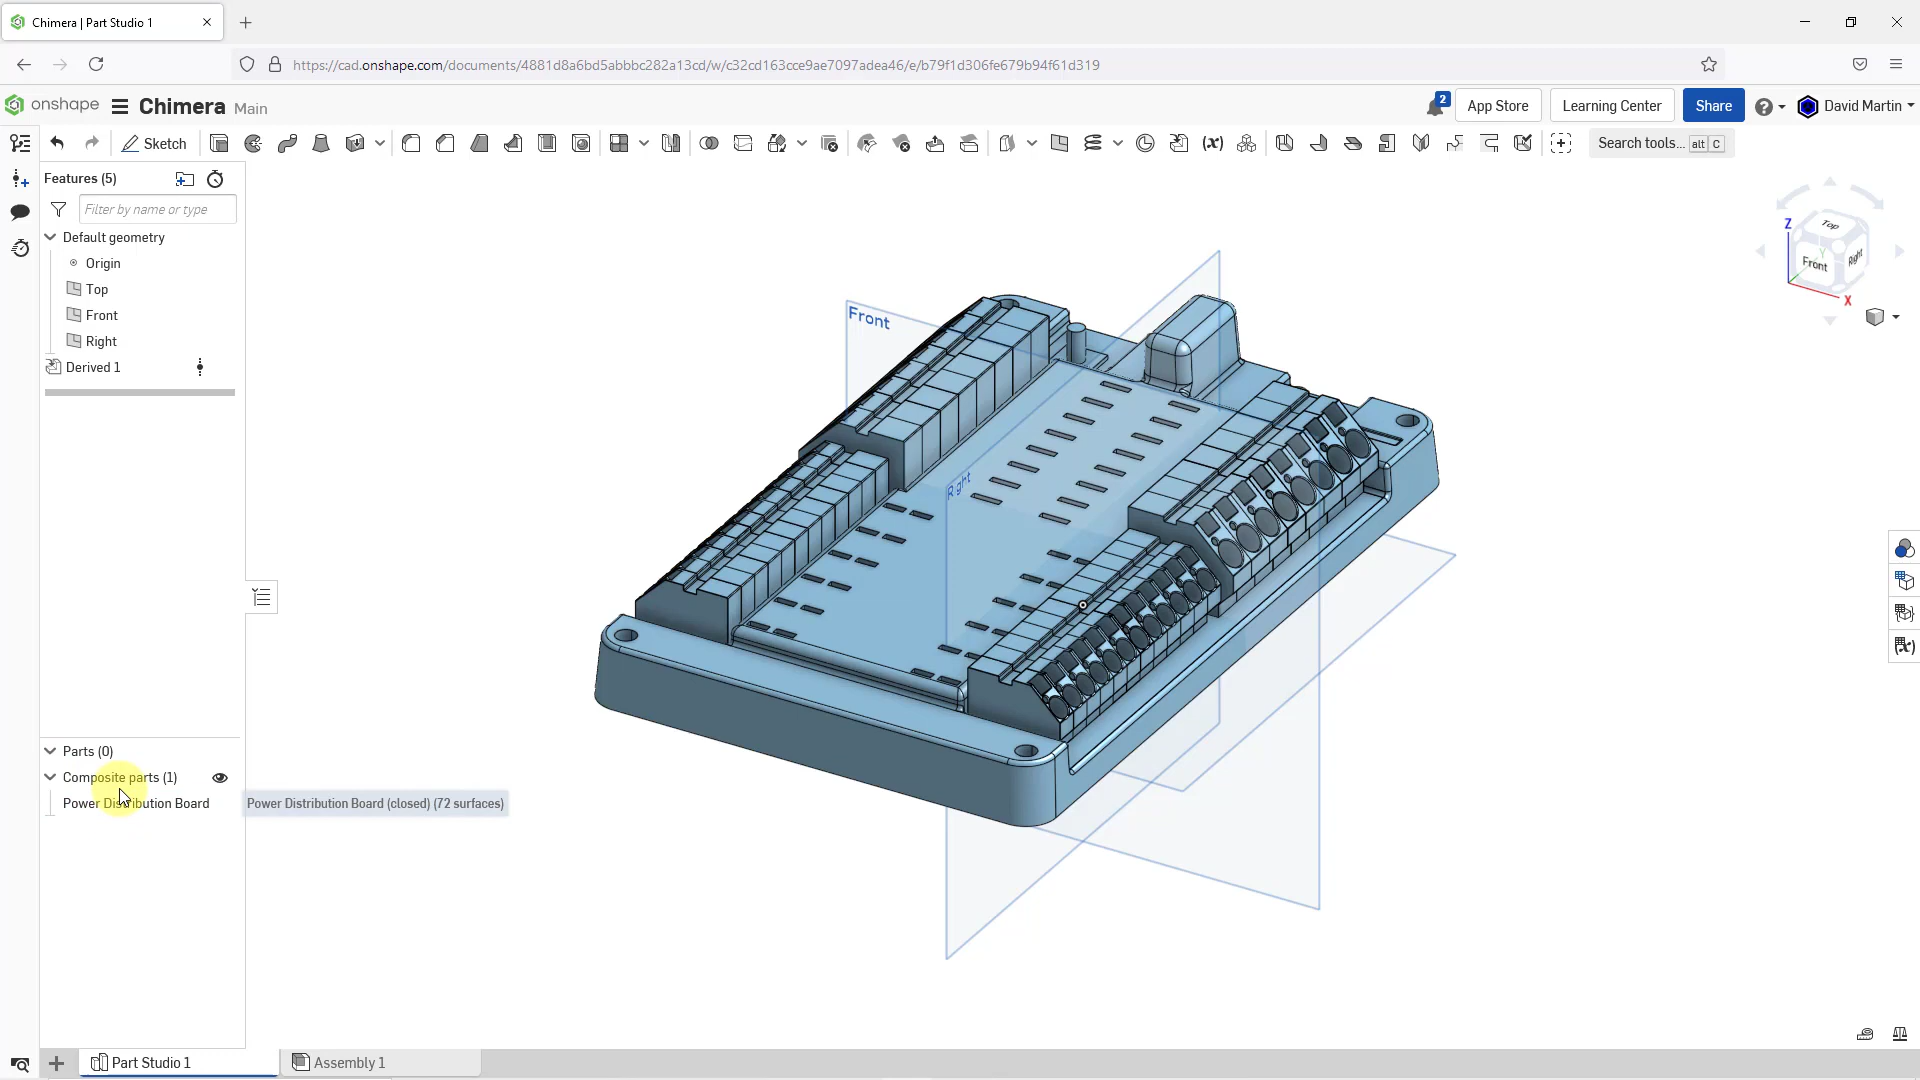 Chimera | Part Studio 1
https://cad.onshape.com/documents/4881d8a6bd5abbbc282a13cd/w/c32cd163cce9ae7097adea46/e/b79f1d306fe679b94f61d319
onshape Chimera Main
2 App Store Learning Center Share David Martin
Sketch
(x)
Search tools... alt C
Features (5)
Filter by name or type
Default geometry
Origin
Top
Front
Right
Derived 1
Parts (0)
Composite parts (1)
Power Distribution Board
Power Distribution Board (closed) (72 surfaces)
Front
Right
Z
Top
Y
Front
Right
X
(x)
Part Studio 1
Assembly 1